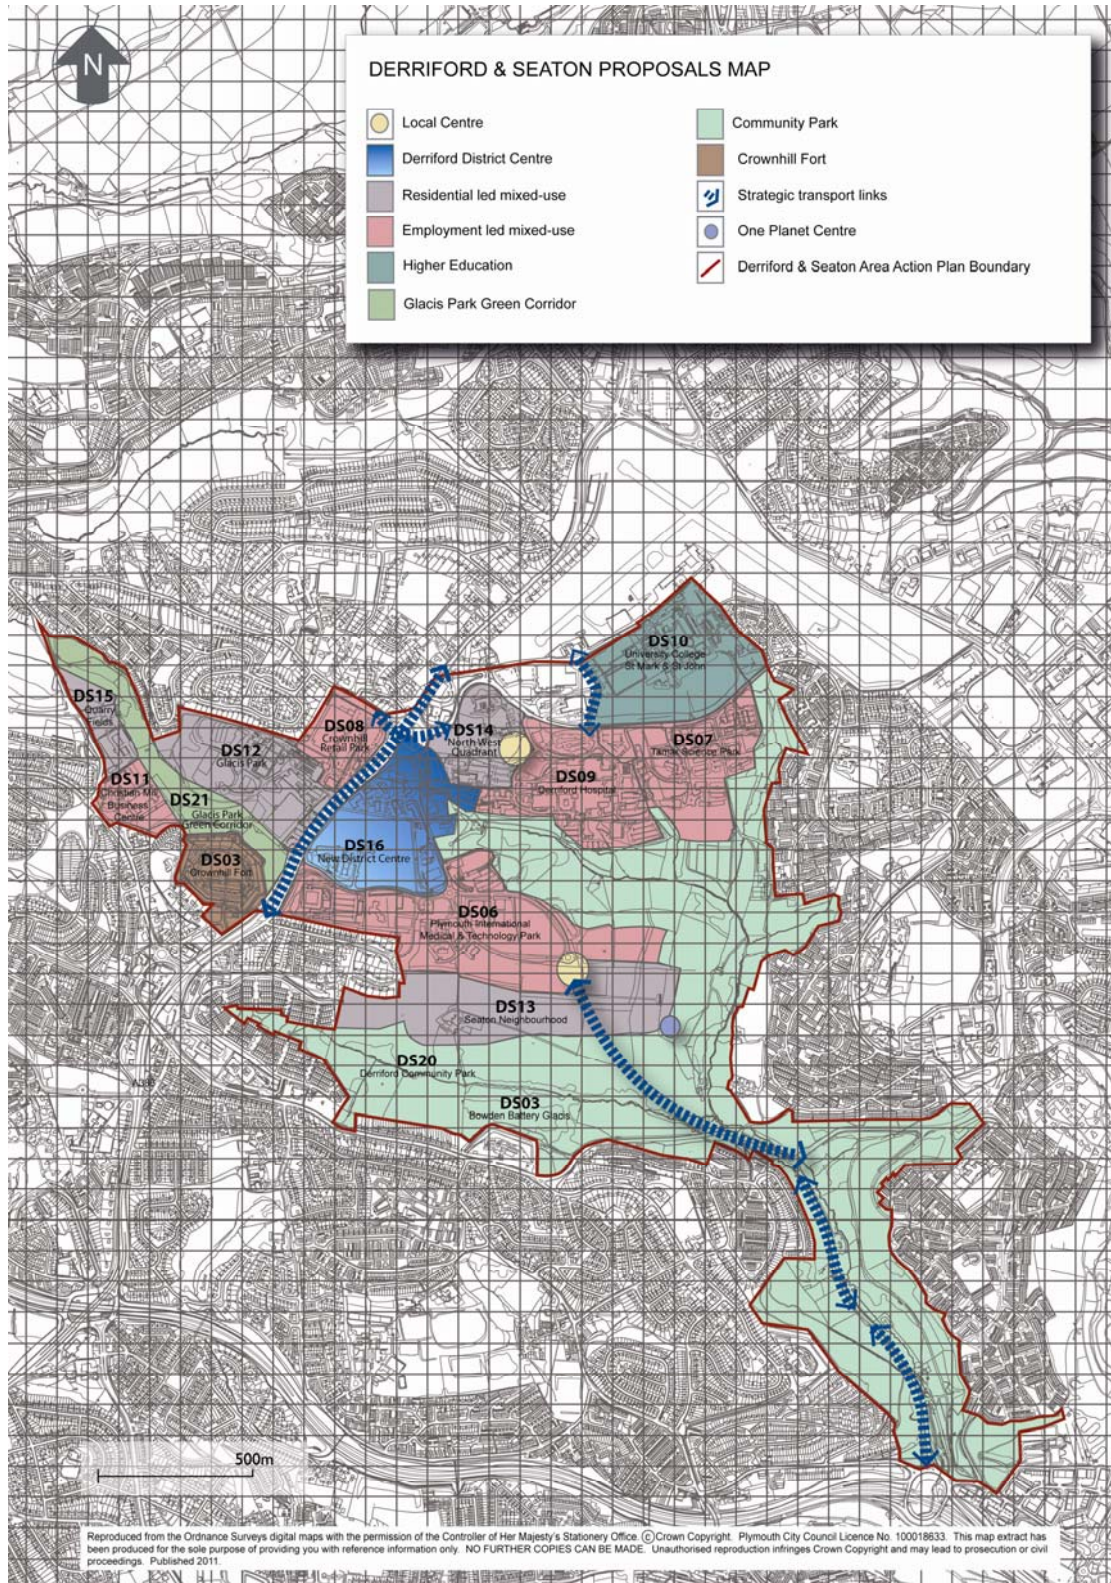 N
DERRIFORD & SEATON PROPOSALS MAP
Local Centre
Derriford District Centre
Residential led mixed-use
Employment led mixed-use
Higher Education
Glacis Park Green Corridor
Community Park
Crownhill Fort
Strategic transport links
One Planet Centre
Derriford & Seaton Area Action Plan Boundary
DS10
University College
St Mark & St John
DS15
Quarry
Fields
DS08
Crownhill
Retail Park
DS14
North West
Quadrant
DS07
Tamar Science Park
DS12
Glacis Park
DS11
Christian Mill
Business
Centre
DS09
Derriford Hospital
DS21
Glacis Park
Green Corridor
DS16
New District Centre
DS03
Crownhill Fort
DS06
Plymouth International
Medical & Technology Park
DS13
Seaton Neighbourhood
DS20
Derriford Community Park
A386
DS03
Bowden Battery Glacis
500m
Reproduced from the Ordnance Surveys digital maps with the permission of the Controller of Her Majesty's Stationery Office. ©Crown Copyright. Plymouth City Council Licence No. 100018633. This map extract has
been produced for the sole purpose of providing you with reference information only. NO FURTHER COPIES CAN BE MADE. Unauthorised reproduction infringes Crown Copyright and may lead to prosecution or civil
proceedings. Published 2011.